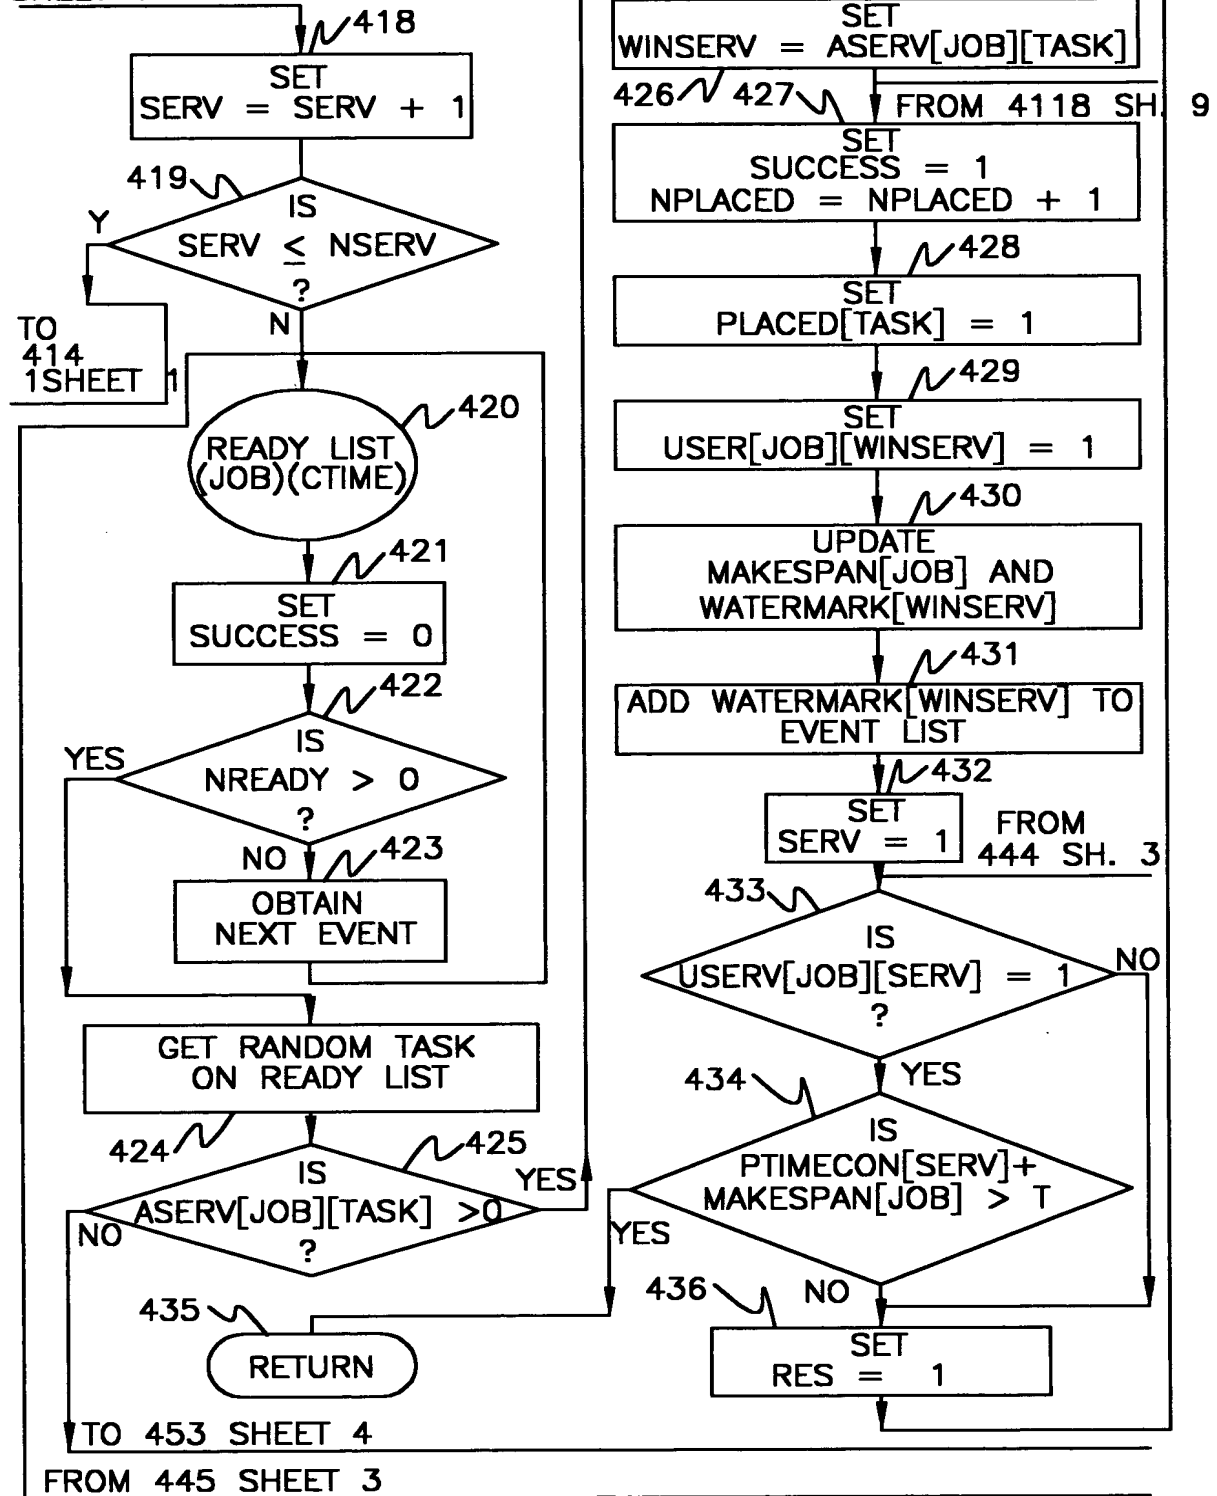 418
SET
SERV = SERV + 1
419
IS
SERV ≤ NSERV
?
Y
N
TO
414
1SHEET 1
420
READY LIST
(JOB)(CTIME)
421
SET
SUCCESS = 0
422
IS
NREADY > 0
?
YES
NO
423
OBTAIN
NEXT EVENT
GET RANDOM TASK
ON READY LIST
424
425
IS
ASERV[JOB][TASK] >0
?
YES
NO
435
RETURN
TO 453 SHEET 4
FROM 445 SHEET 3
SET
WINSERV = ASERV[JOB][TASK]
426
427
FROM 4118 SH. 9
SET
SUCCESS = 1
NPLACED = NPLACED + 1
428
SET
PLACED[TASK] = 1
429
SET
USER[JOB][WINSERV] = 1
430
UPDATE
MAKESPAN[JOB] AND
WATERMARK[WINSERV]
431
ADD WATERMARK[WINSERV] TO
EVENT LIST
432
SET
SERV = 1
FROM
444 SH. 3
433
IS
USERV[JOB][SERV] = 1
?
NO
YES
434
IS
PTIMECON[SERV]+
MAKESPAN[JOB] > T
YES
NO
436
SET
RES = 1